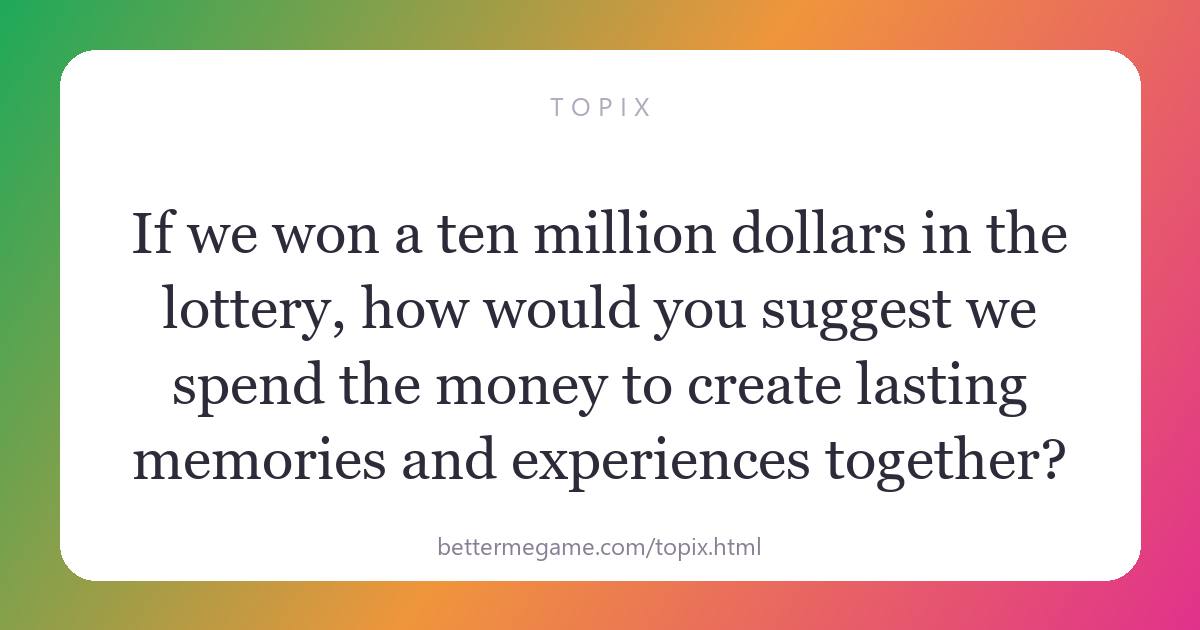 TOPIX
If we won a ten million dollars in the
lottery, how would you suggest we
spend the money to create lasting
memories and experiences together?
bettermegame.com/topix.html